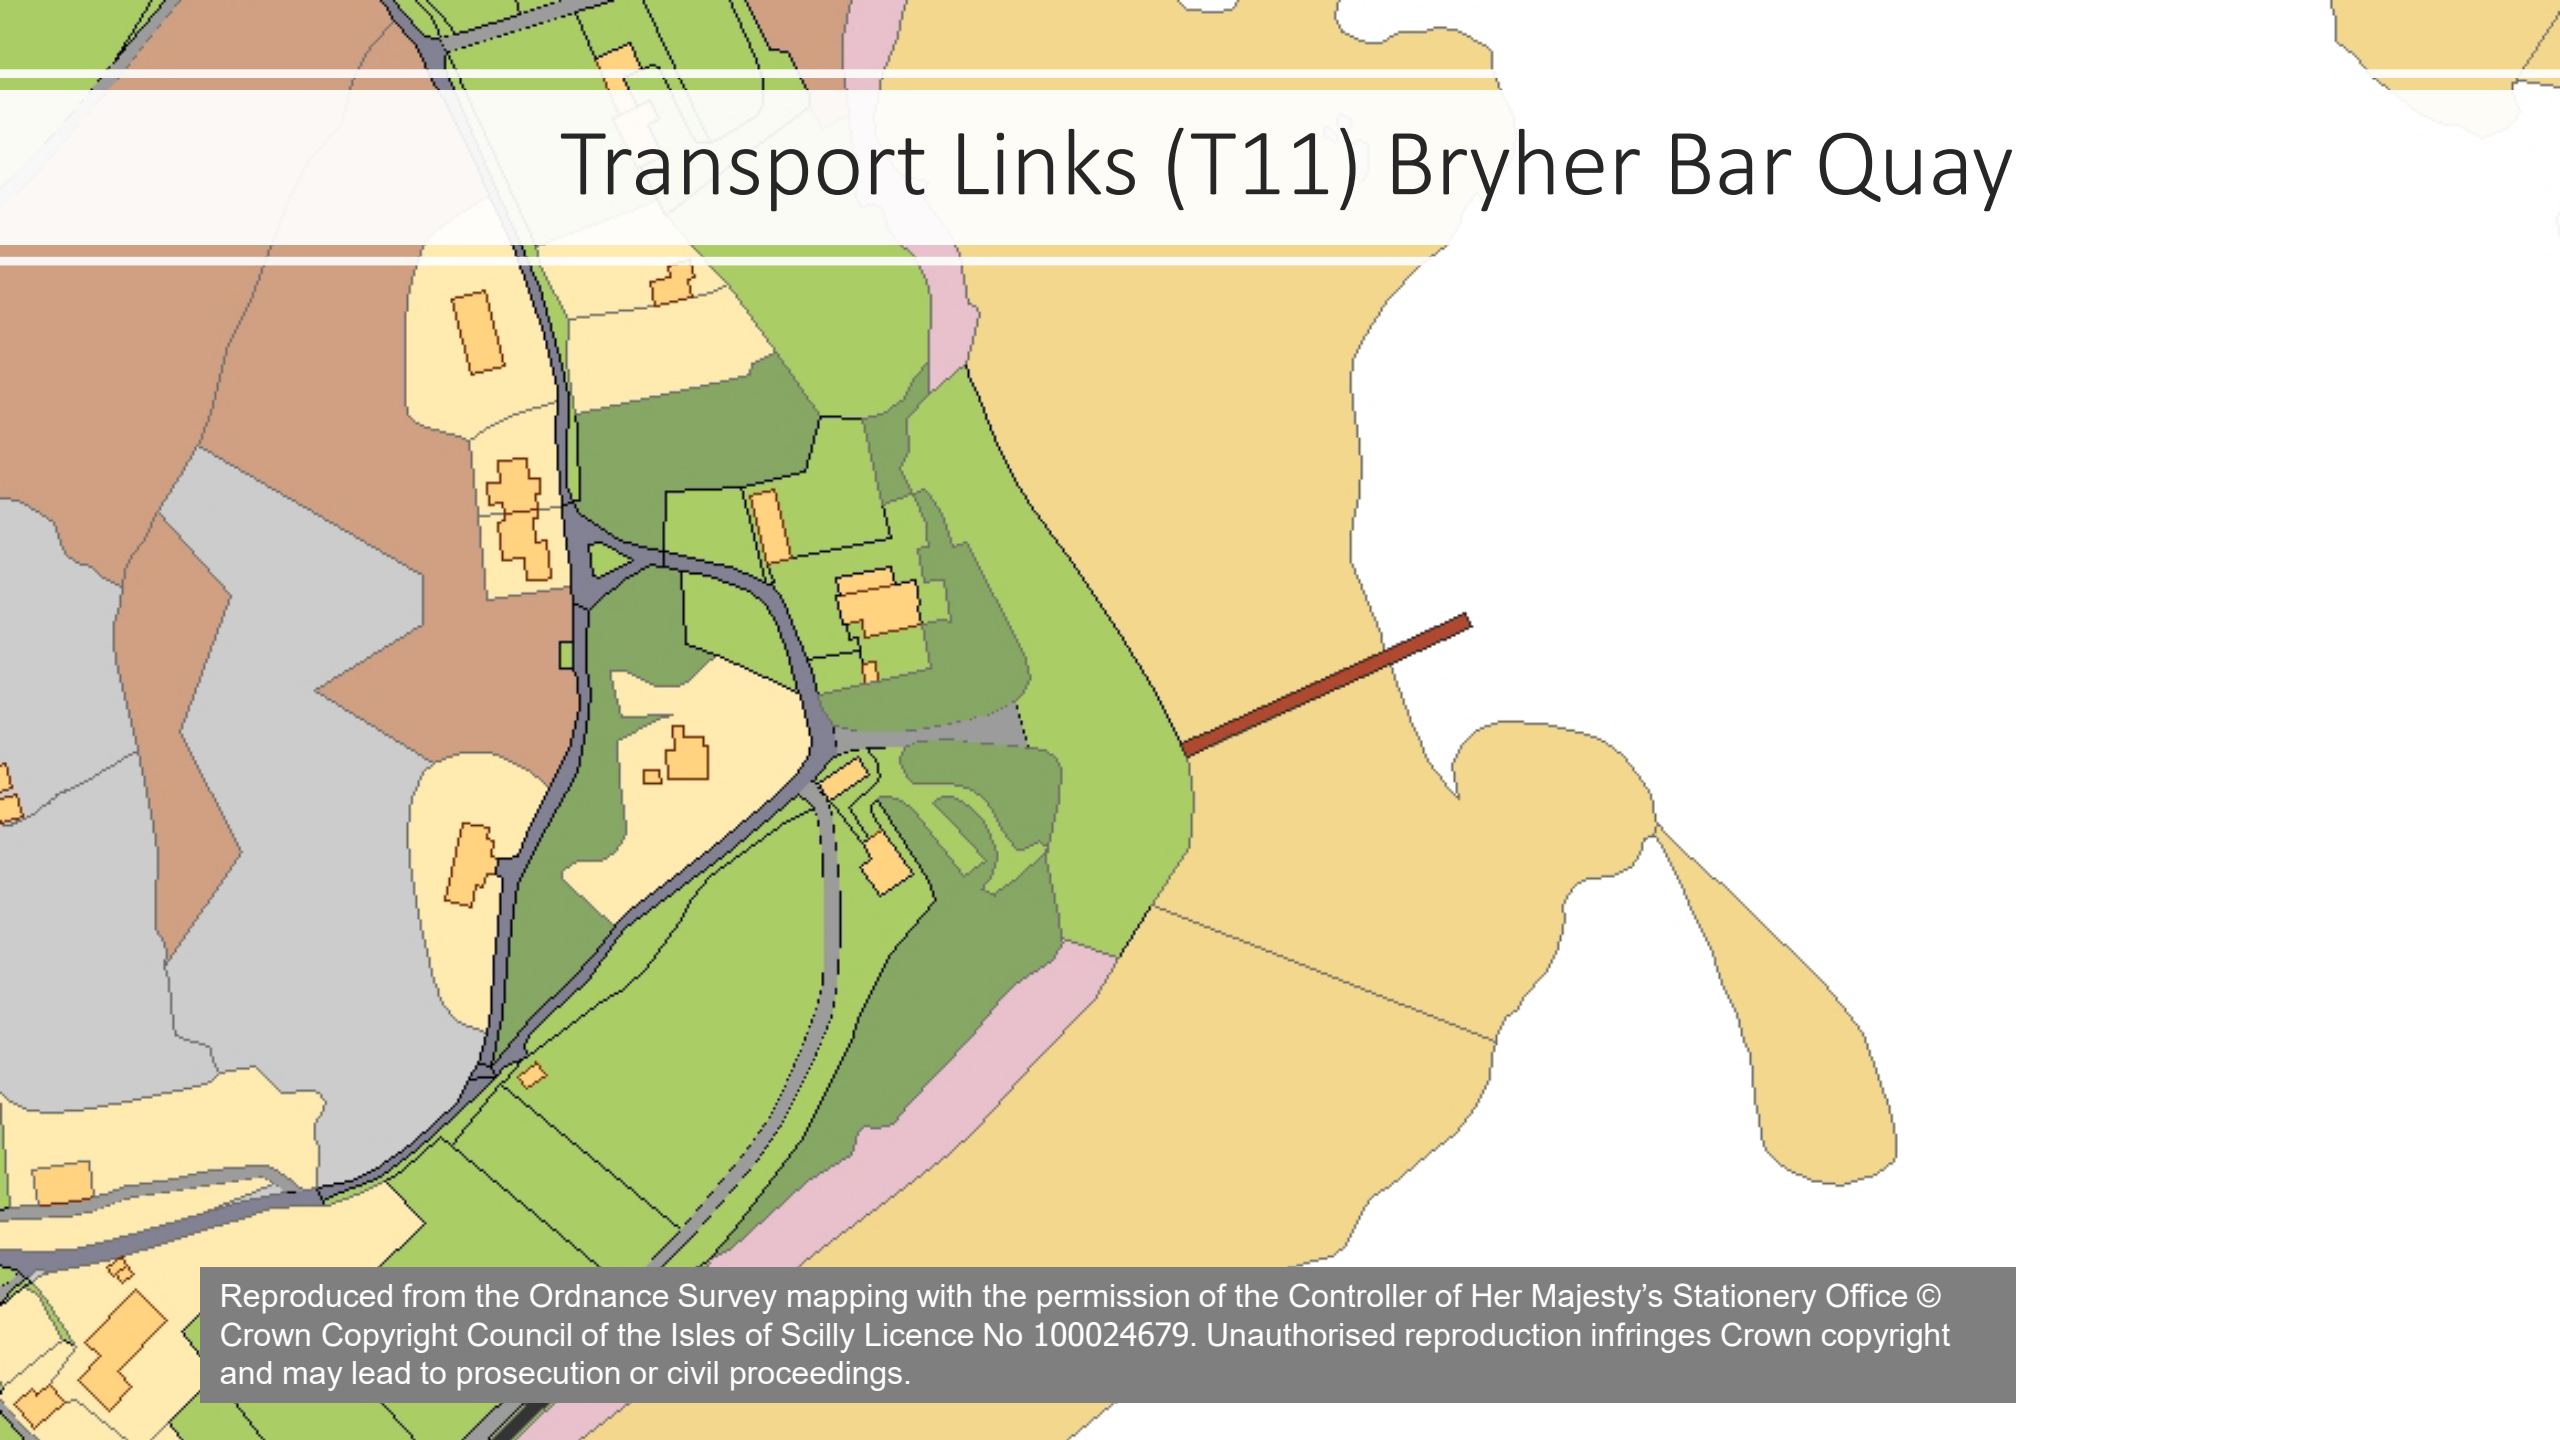 Transport Links (T11) Bryher Bar Quay
Reproduced from the Ordnance Survey mapping with the permission of the Controller of Her Majesty’s Stationery Office ©
Crown Copyright Council of the Isles of Scilly Licence No 100024679. Unauthorised reproduction infringes Crown copyright
and may lead to prosecution or civil proceedings.